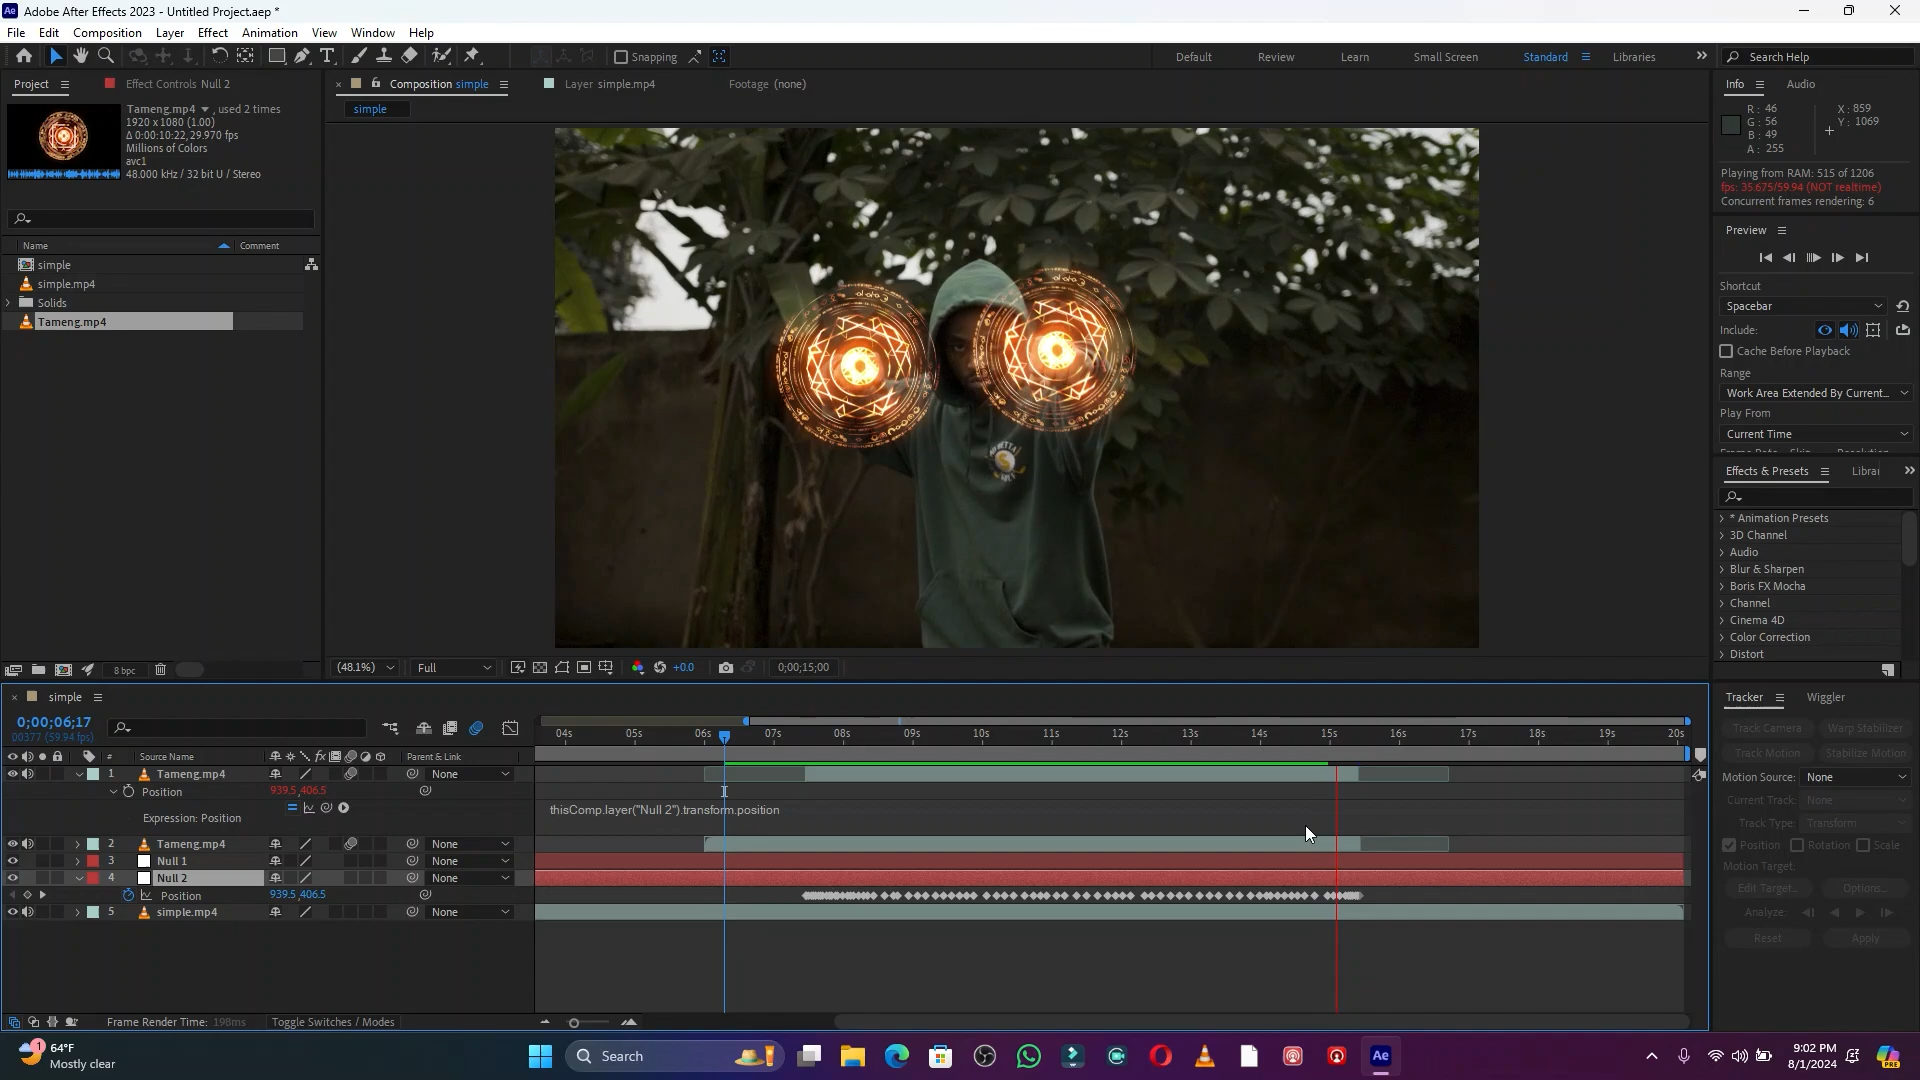 Adobe After Effects 2023 - Untitled Project.aep *
File Edit Composition Layer Effect Animation View Window Help
Snapping
Default Review Learn Small Screen Standard Libraries
Search Help
Project Effect Controls Null 2
Tameng.mp4 , used 2 times
1920 x 1080 (1.00)
Δ 0:00:10:22, 29.970 fps
Millions of Colors
avc1
48.000 kHz / 32 bit U / Stereo
Name Comment
simple
simple.mp4
Solids
Tameng.mp4
8 bpc
Composition simple Layer simple.mp4 Footage (none)
simple
(48.1%) Full +0.0 0;00;15;00
Info Audio
R: 46
G: 56
B: 49
A: 255
X: 859
Y: 1069
Playing from RAM: 515 of 1206
fps: 35.675/59.94 (NOT realtime)
Concurrent frames rendering: 6
Preview
Shortcut
Spacebar
Include:
Cache Before Playback
Range
Work Area Extended By Current...
Play From
Current Time
Effects & Presets Librar
* Animation Presets
3D Channel
Audio
Blur & Sharpen
Boris FX Mocha
Channel
Cinema 4D
Color Correction
Distort
simple
0;00;06;17
00377 (59.94 fps)
04s 05s 06s 07s 08s 09s 10s 11s 12s 13s 14s 15s 16s 17s 18s 19s 20s
# Source Name fx Parent & Link
1 Tameng.mp4 None
Position 939.5,406.5
Expression: Position
thisComp.layer("Null 2").transform.position
2 Tameng.mp4 None
3 Null 1 None
4 Null 2 None
Position 939.5,406.5
5 simple.mp4 None
Frame Render Time: 198ms Toggle Switches / Modes
Tracker Wiggler
Track Camera Warp Stabilizer
Track Motion Stabilize Motion
Motion Source: None
Current Track: None
Track Type: Transform
Position Rotation Scale
Motion Target:
Edit Target... Options...
Analyze:
Reset Apply
1
64°F
Mostly clear
Search
Ae
9:02 PM
8/1/2024
PRE